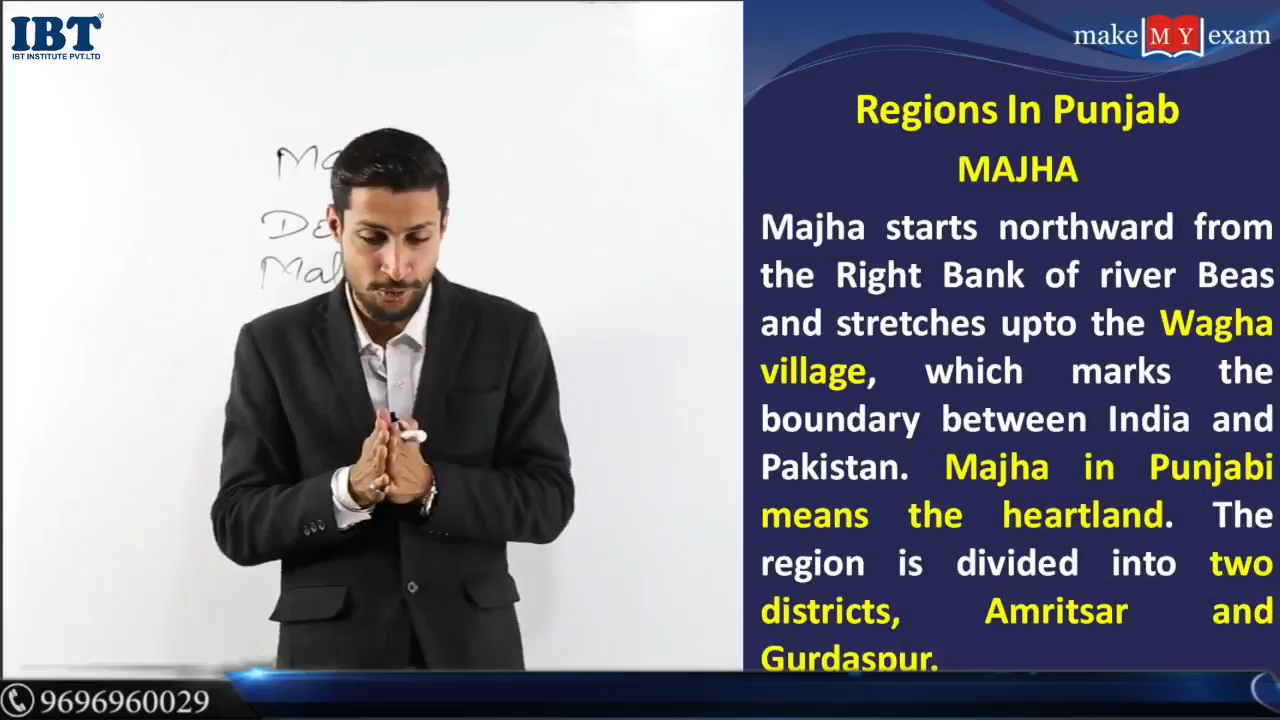 IBT
IBT INSTITUTE PVT.LTD
make MY exam
Regions In Punjab
MAJHA
Majha starts northward from
the Right Bank of river Beas
and stretches upto the Wagha
village, which marks the
boundary between India and
Pakistan. Majha in Punjabi
means the heartland. The
region is divided into two
districts, Amritsar and
Gurdaspur.
9696960029